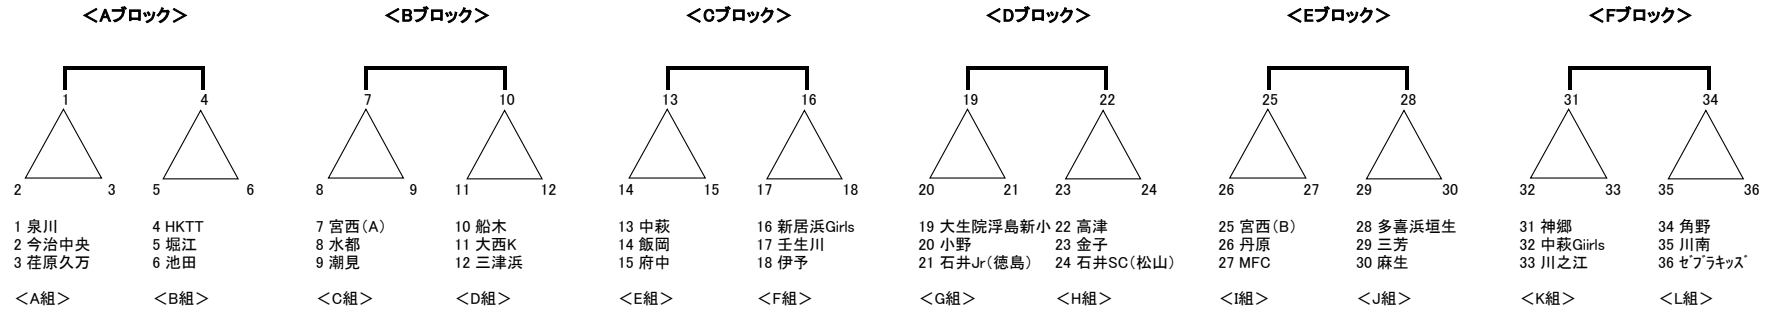 ＜Aブロック＞ ＜Bブロック＞ ＜Cブロック＞ ＜Dブロック＞ ＜Eブロック＞ ＜Fブロック＞
1 4 7 10 13 16 19 22 25 28 31 34
2 3 5 6 8 9 11 12 14 15 17 18 20 21 23 24 26 27 29 30 32 33 35 36
1 泉川 4 HKTT 7 宮西（A） 10 船木 13 中萩 16 新居浜Girls 19 大生院浮島新小 22 高津 25 宮西（B） 28 多喜浜垣生 31 神郷 34 角野
2 今治中央 5 堀江 8 水都 11 大西K 14 飯岡 17 壬生川 20 小野 23 金子 26 丹原 29 三芳 32 中萩Giirls 35 川南
3 荏原久万 6 池田 9 潮見 12 三津浜 15 府中 18 伊予 21 石井Jr（徳島） 24 石井SC（松山） 27 MFC 30 麻生 33 川之江 36 ｾﾞﾌﾞﾗｷｯｽﾞ
＜A組＞ ＜B組＞ ＜C組＞ ＜D組＞ ＜E組＞ ＜F組＞ ＜G組＞ ＜H組＞ ＜I組＞ ＜J組＞ ＜K組＞ ＜L組＞